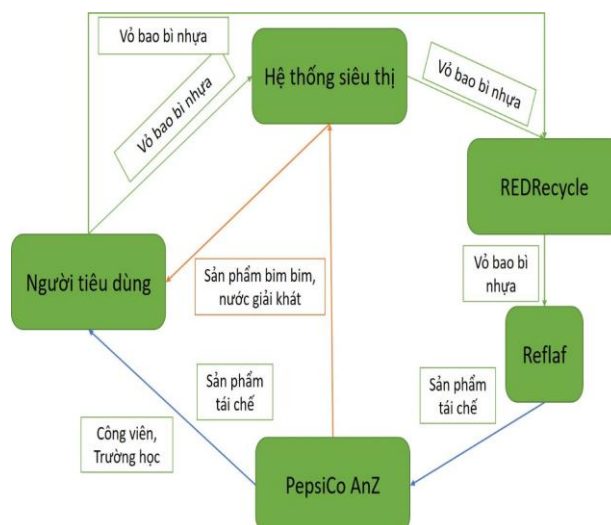 Vỏ bao bì nhựa
Hệ thống siêu thị
Vỏ bao bì nhựa
Vỏ bao bì nhựa
REDRecycle
Người tiêu dùng
Sản phẩm bim bim,
nước giải khát
Vỏ bao bì
nhựa
Reflaf
Sản phẩm
tái chế
Sản phẩm
tái chế
Công viên,
Trường học
PepsiCo AnZ